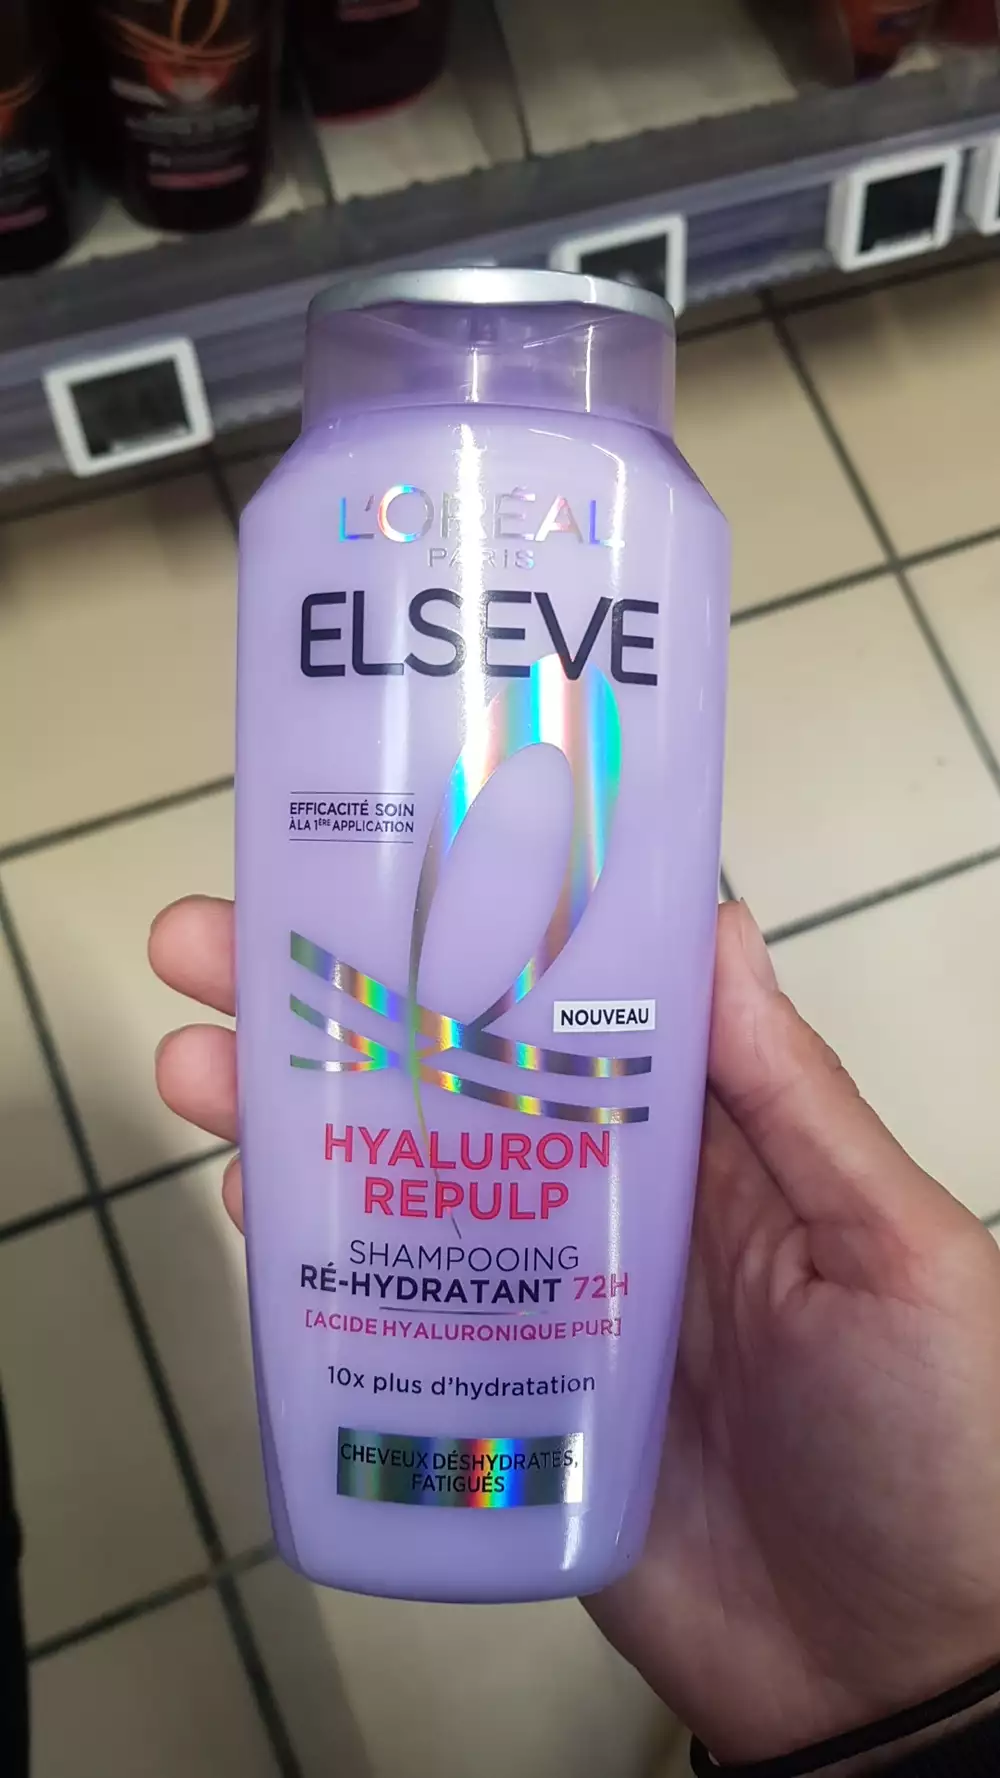 L'ORÉAL
PARIS
ELSEVE
EFFICACITÉ SOIN
À LA 1ÈRE APPLICATION
NOUVEAU
HYALURON
REPULP
SHAMPOOING
RÉ-HYDRATANT 72H
[ACIDE HYALURONIQUE PUR]
10x plus d'hydratation
CHEVEUX DÉSHYDRATÉS,
FATIGUÉS